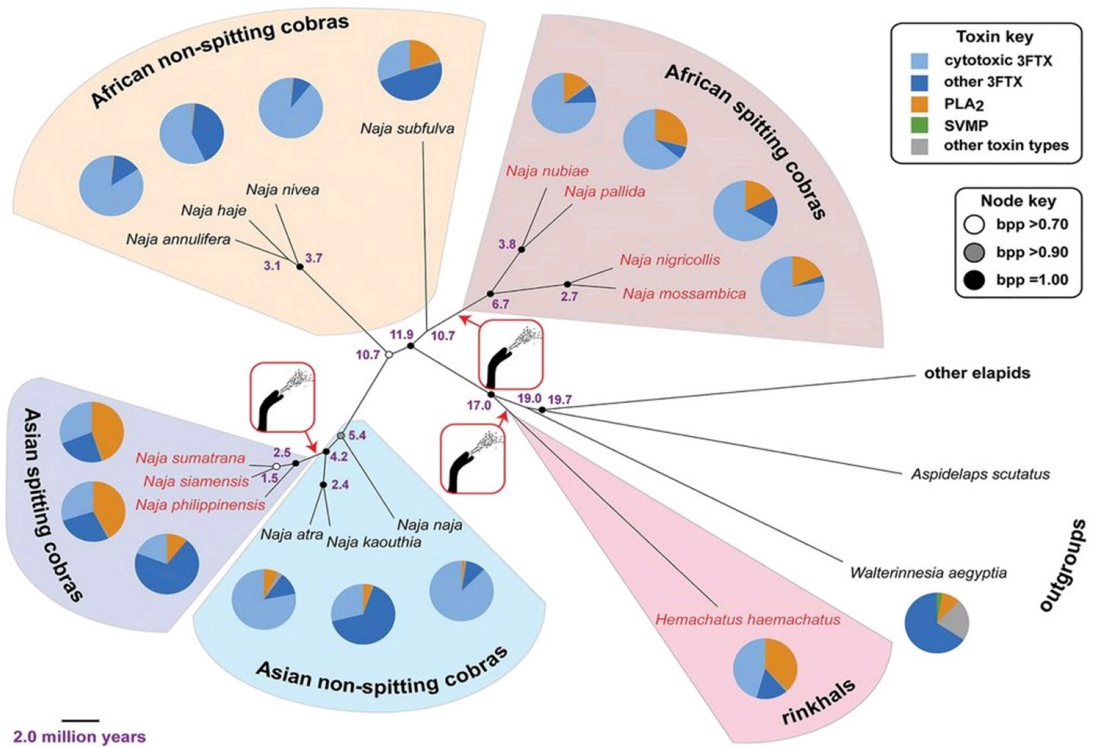 African non-spitting cobras
Naja subfulva
Naja nivea
Naja haje
Naja annulifera
3.1
3.7
African spitting cobras
Naja nubiae
Naja pallida
3.8
Naja nigricollis
Naja mossambica
6.7
2.7
Toxin key
cytotoxic 3FTX
other 3FTX
PLA2
SVMP
other toxin types
Node key
bpp >0.70
bpp >0.90
bpp =1.00
11.9
10.7
10.7
17.0
19.0
19.7
other elapids
Aspidelaps scutatus
Walterinnesia aegyptia
outgroups
Asian spitting cobras
2.5
Naja sumatrana
1.5
Naja siamensis
Naja philippinensis
5.4
4.2
2.4
Naja atra
Naja kaouthia
Naja naja
Asian non-spitting cobras
Hemachatus haemachatus
rinkhals
2.0 million years